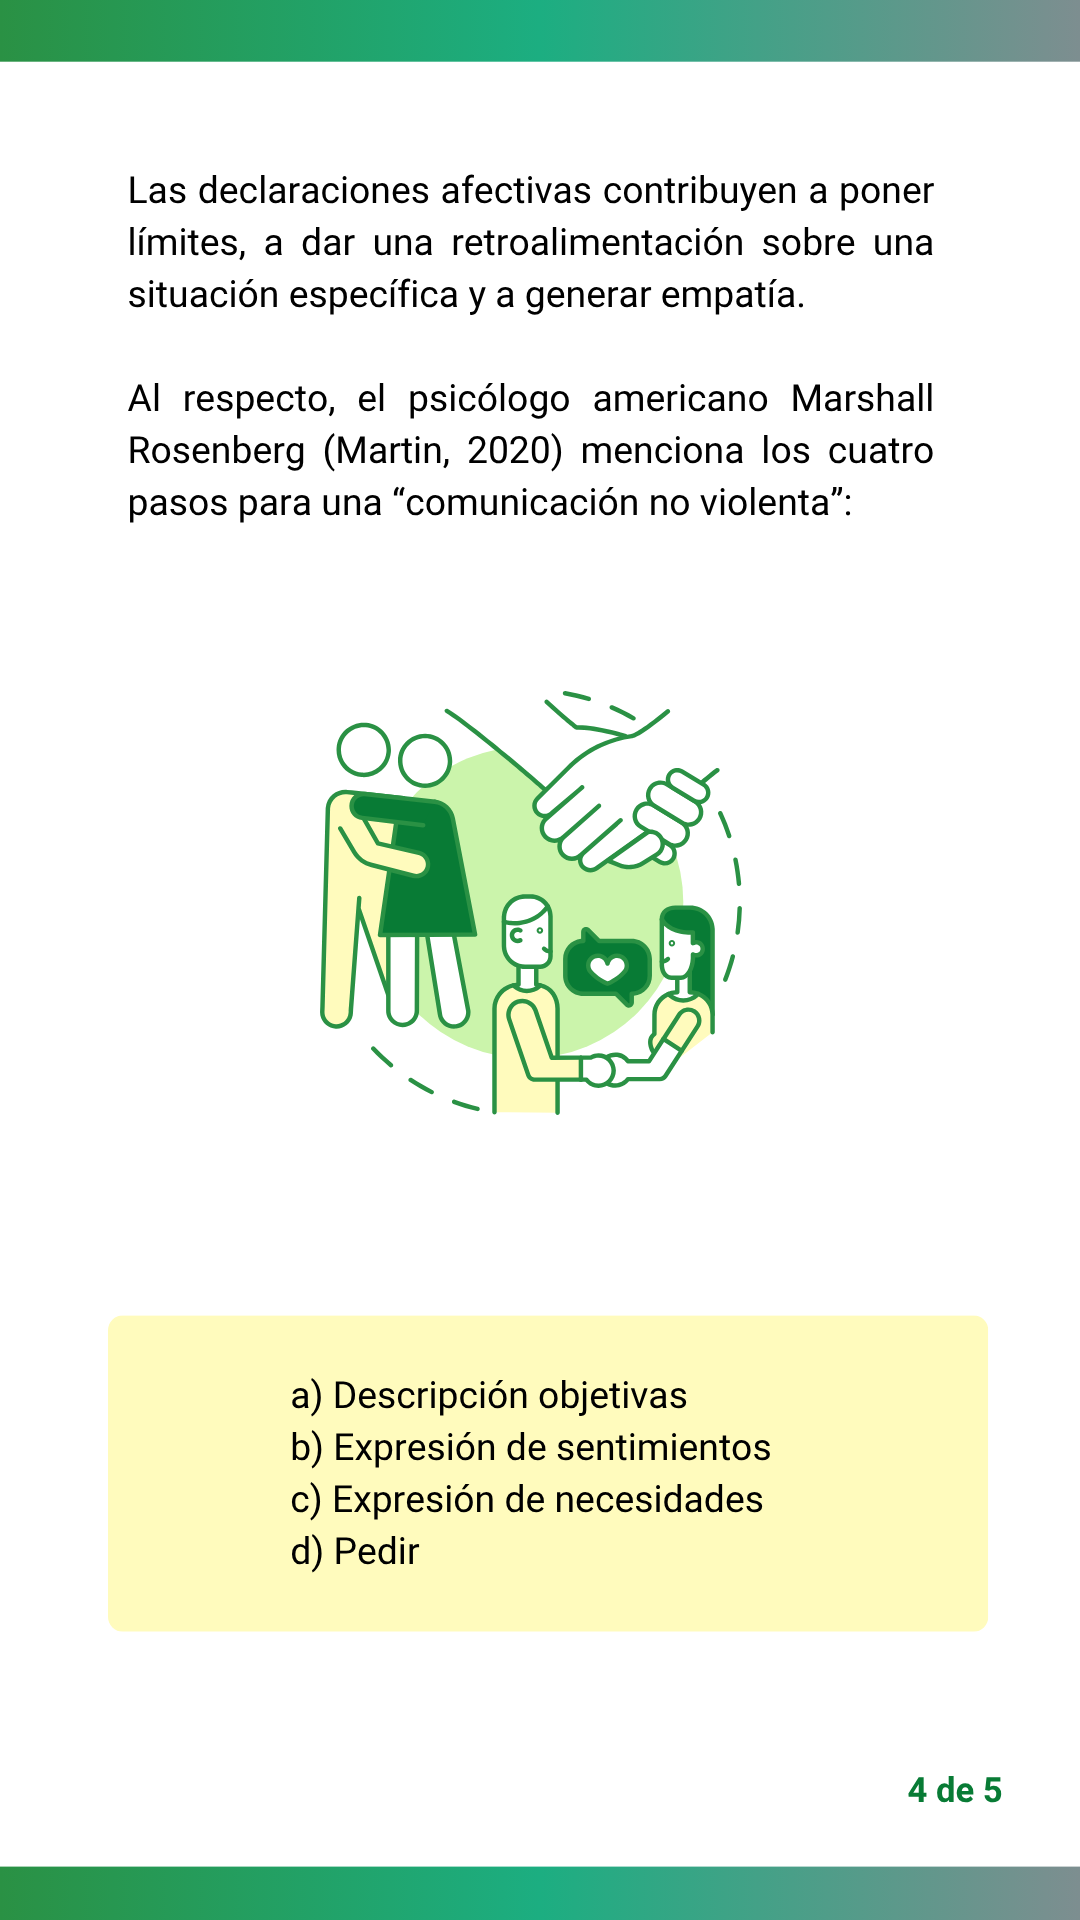 Las declaraciones afectivas contribuyen a poner
límites, a dar una retroalimentación sobre una
situación específica y a generar empatía.
Al respecto, el psicólogo americano Marshall
Rosenberg (Martin, 2020) menciona los cuatro
pasos para una “comunicación no violenta”:
a) Descripción objetivas
b) Expresión de sentimientos
c) Expresión de necesidades
d) Pedir
4 de 5